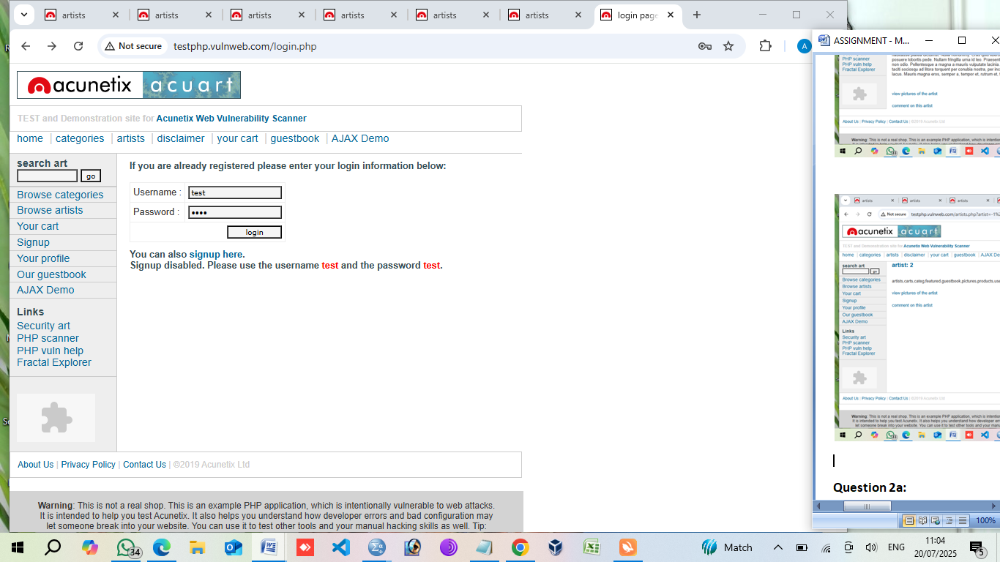 artists
artists
artists
artists
artists
artists
login page
Not secure
testphp.vulnweb.com/login.php
A
acunetix acuart
TEST and Demonstration site for Acunetix Web Vulnerability Scanner
home | categories | artists | disclaimer | your cart | guestbook | AJAX Demo
search art
go
Browse categories
Browse artists
Your cart
Signup
Your profile
Our guestbook
AJAX Demo
Links
Security art
PHP scanner
PHP vuln help
Fractal Explorer
If you are already registered please enter your login information below:
Username : test
Password : ••••
login
You can also signup here.
Signup disabled. Please use the username test and the password test.
About Us | Privacy Policy | Contact Us | ©2019 Acunetix Ltd
Warning: This is not a real shop. This is an example PHP application, which is intentionally vulnerable to web attacks.
It is intended to help you test Acunetix. It also helps you understand how developer errors and bad configuration may
let someone break into your website. You can use it to test other tools and your manual hacking skills as well. Tip:
ASSIGNMENT - M...
PHP scanner
PHP vuln help
Fractal Explorer
view pictures of the artist
comment on this artist
About Us | Privacy Policy | Contact Us | ©2019 Acunetix Ltd
Warning: This is not a real shop. This is an example PHP application, which is intention
artists
artists
artists
Not secure
testphp.vulnweb.com/artists.php?artist=-1%
acunetix acuart
TEST and Demonstration site for Acunetix Web Vulnerability Scanner
home | categories | artists | disclaimer | your cart | guestbook | AJAX De
search art
go
Browse categories
Browse artists
Your cart
Signup
Your profile
Our guestbook
AJAX Demo
Links
Security art
PHP scanner
PHP vuln help
Fractal Explorer
artist: 2
artists,carts,categ,featured,guestbook,pictures,products,use
view pictures of the artist
comment on this artist
About Us | Privacy Policy | Contact Us | ©2019 Acunetix Ltd
Warning: This is not a real shop. This is an example PHP application, which is intention
It is intended to help you test Acunetix. It also helps you understand how developer err
let someone break into your website. You can use it to test other tools and your manu
Question 2a:
100%
34
Match
ENG
11:04
20/07/2025
5